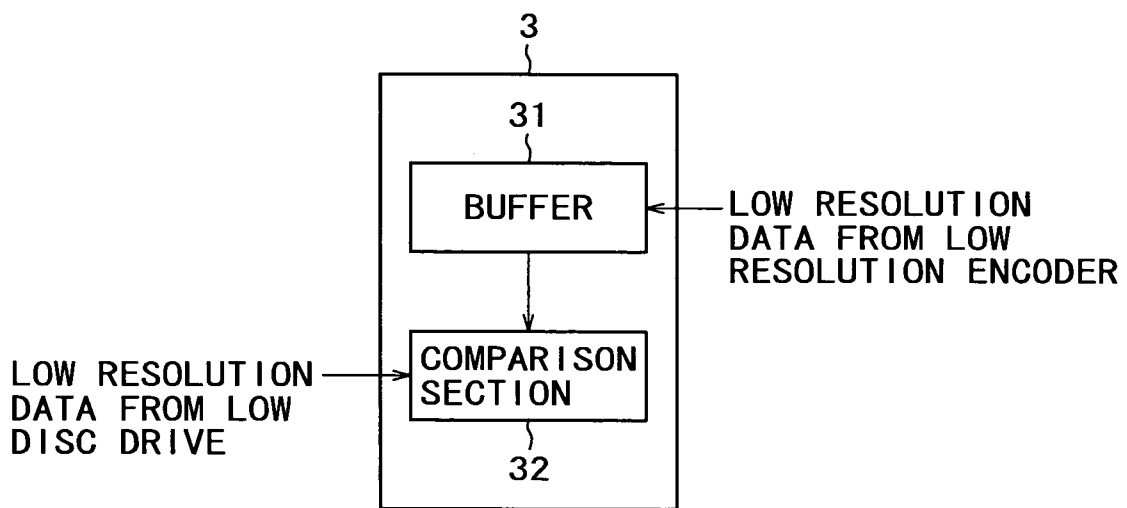 3
31
BUFFER
LOW RESOLUTION
DATA FROM LOW
RESOLUTION ENCODER
COMPARISON
SECTION
LOW RESOLUTION
DATA FROM LOW
DISC DRIVE
32